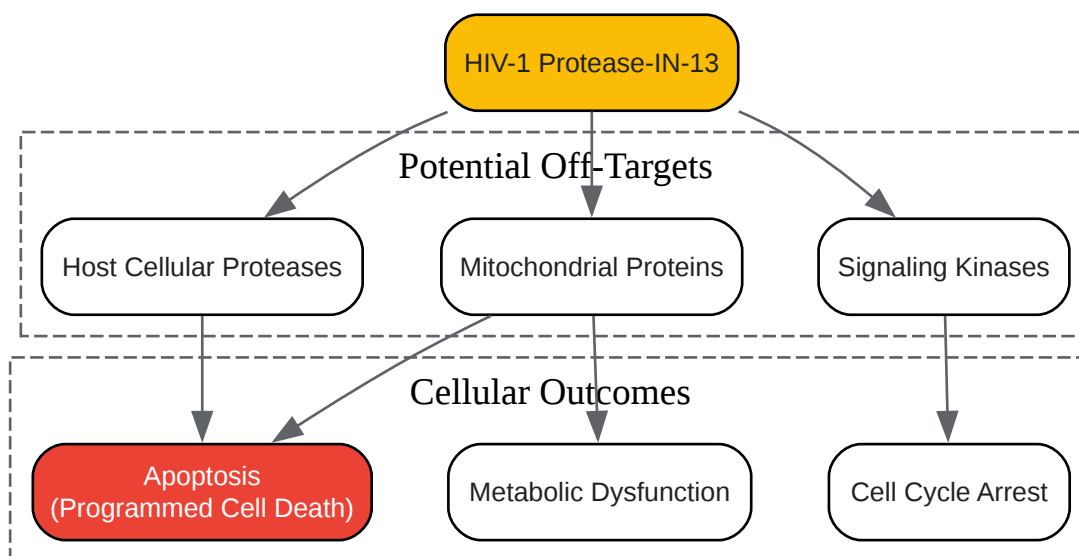 HIV-1 Protease-IN-13
Potential Off-Targets
Host Cellular Proteases
Mitochondrial Proteins
Signaling Kinases
Cellular Outcomes
Apoptosis
(Programmed Cell Death)
Metabolic Dysfunction
Cell Cycle Arrest